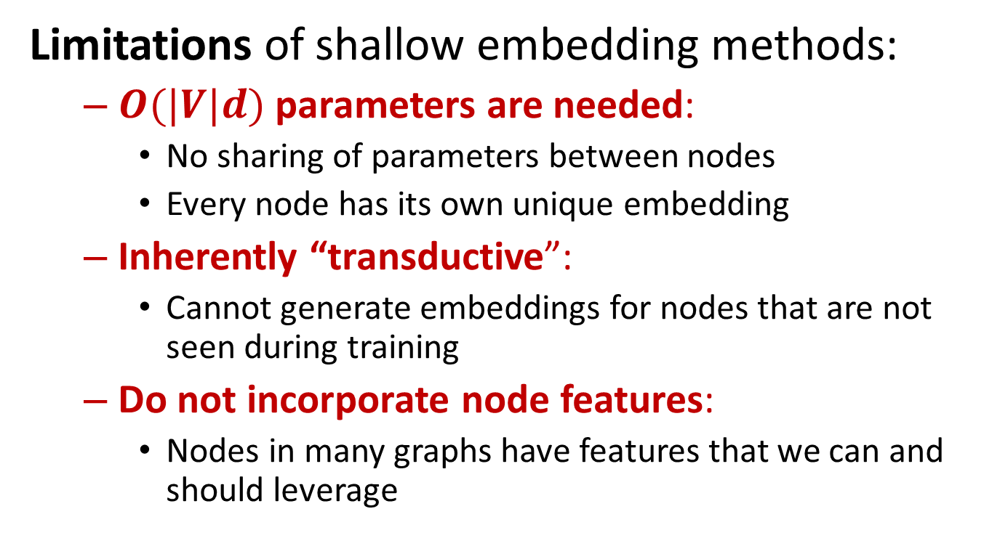 Limitations of shallow embedding methods:
– O(|V|d) parameters are needed:
• No sharing of parameters between nodes
• Every node has its own unique embedding
– Inherently “transductive”:
• Cannot generate embeddings for nodes that are not
seen during training
– Do not incorporate node features:
• Nodes in many graphs have features that we can and
should leverage